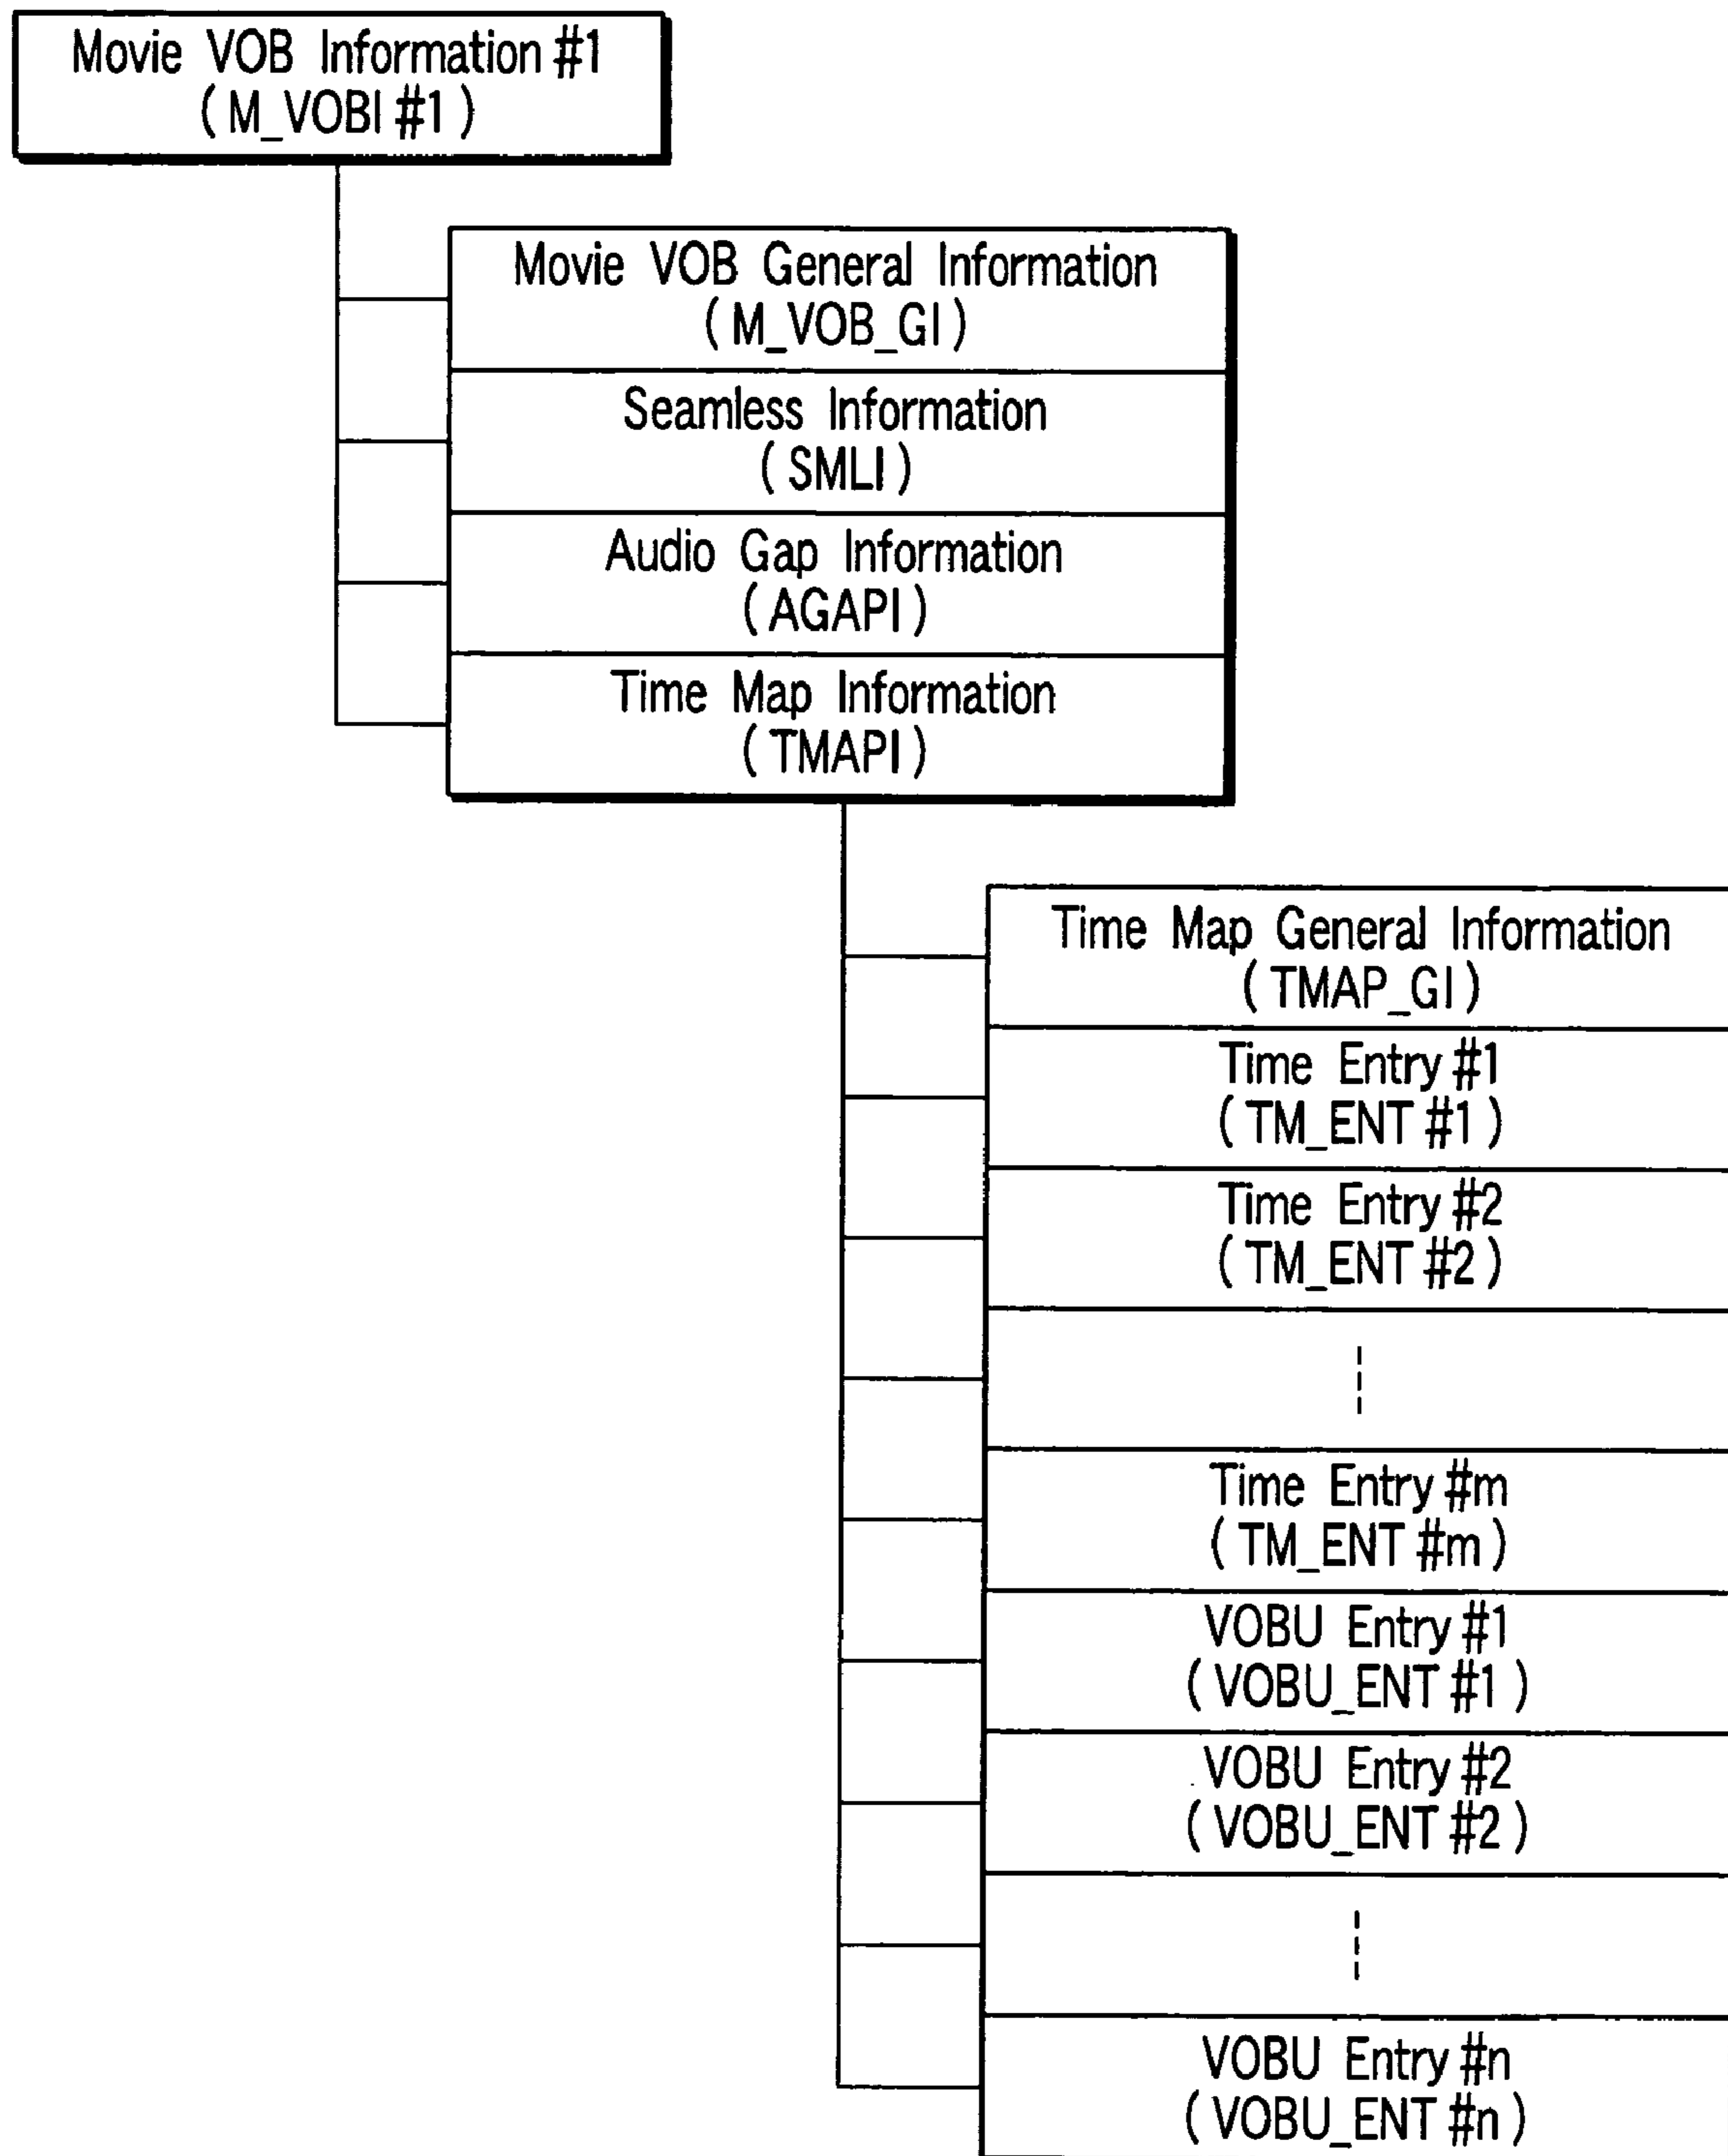 Movie VOB Information #1
(M_VOBI #1)
Movie VOB General Information
(M_VOB_GI)
Seamless Information
(SMLI)
Audio Gap Information
(AGAPI)
Time Map Information
(TMAPI)
Time Map General Information
(TMAP_GI)
Time Entry #1
(TM_ENT #1)
Time Entry #2
(TM_ENT #2)
Time Entry #m
(TM_ENT #m)
VOBU Entry #1
(VOBU_ENT #1)
VOBU Entry #2
(VOBU_ENT #2)
VOBU Entry #n
(VOBU_ENT #n)